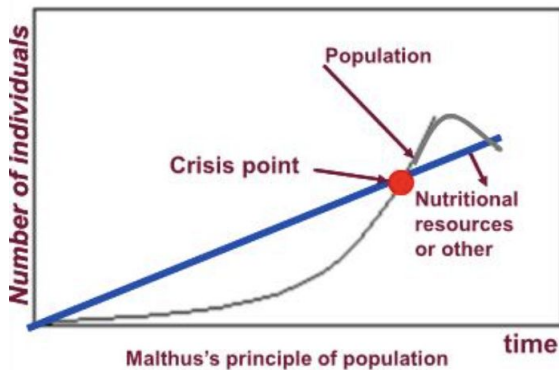 Number of individuals
Population
Crisis point
Nutritional
resources
or other
time
Malthus's principle of population